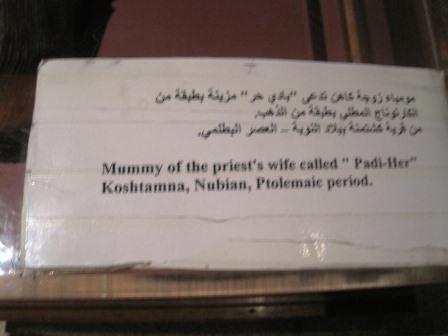 مومياء زوجة كاهن تدعى "بادي حر" مزينة بطبقة من
الكارتوناج المطلي بطبقة من الذهب.
من قرية كشتمنة ببلاد النوبة – العصر البطلمي.
Mummy of the priest's wife called " Padi-Her"
Koshtamna, Nubian, Ptolemaic period.